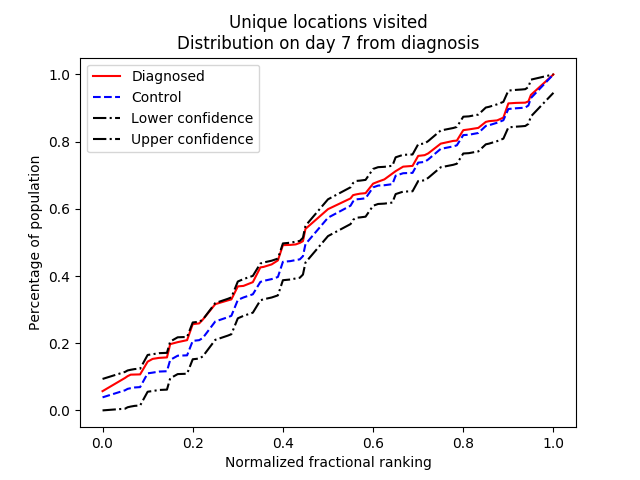 Unique locations visited
Distribution on day 7 from diagnosis
Diagnosed
Control
Lower confidence
Upper confidence
Percentage of population
1.0
0.8
0.6
0.4
0.2
0.0
0.0 0.2 0.4 0.6 0.8 1.0
Normalized fractional ranking